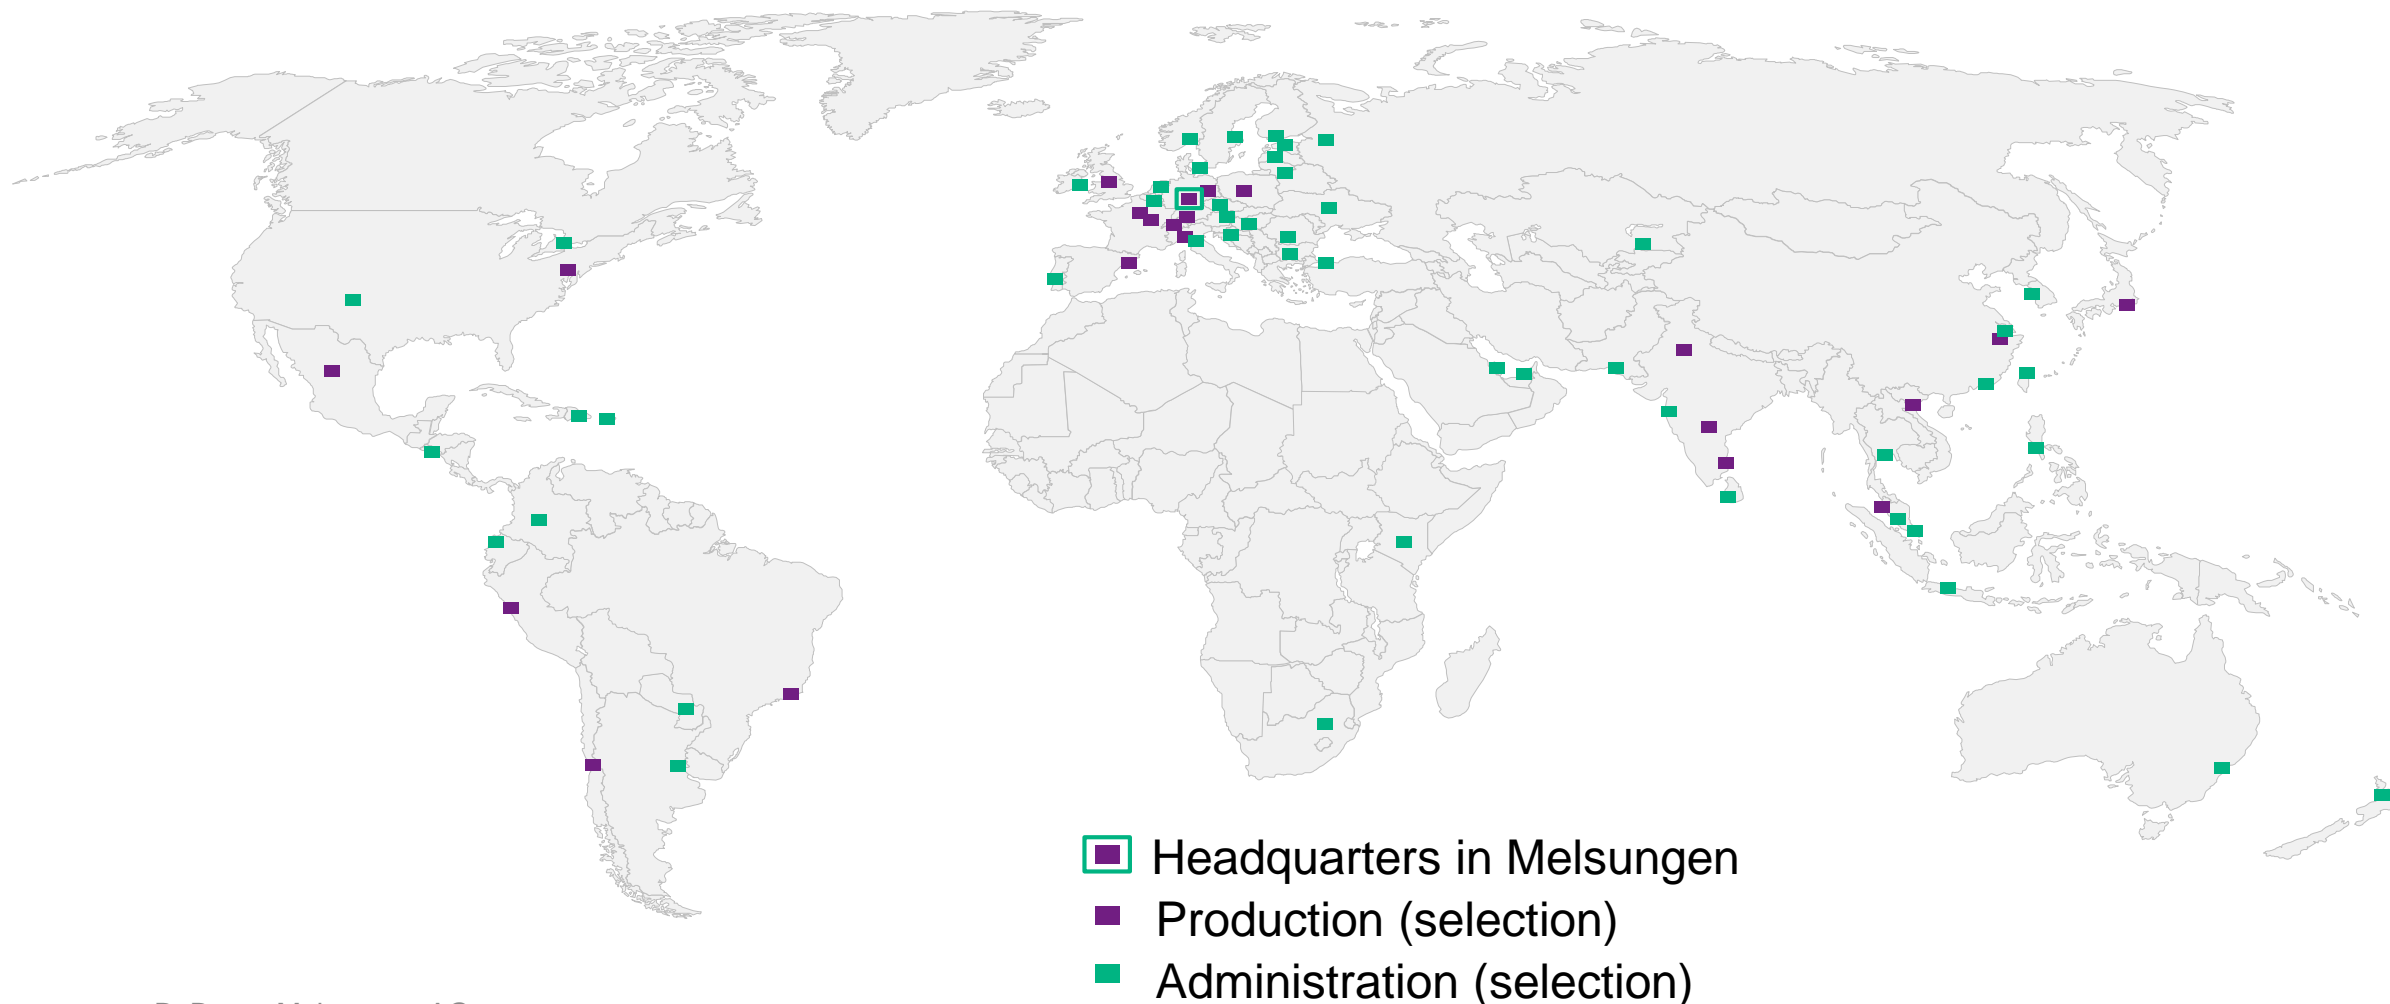 Headquarters in Melsungen
Production (selection)
Administration (selection)